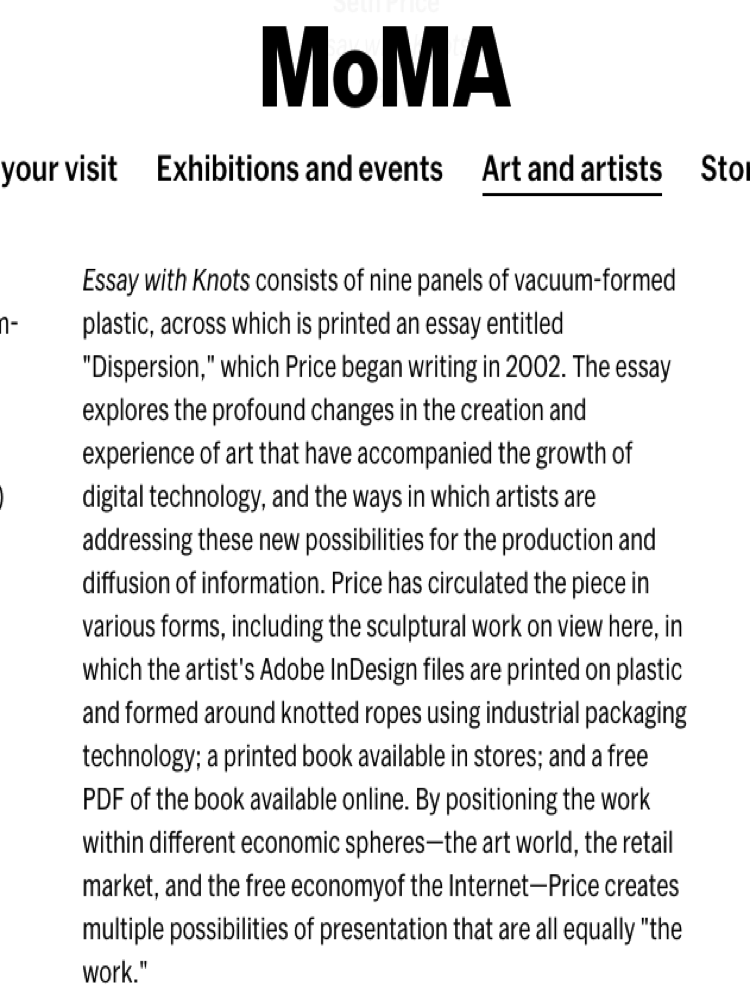 Seth Price
MoMA
your visit Exhibitions and events Art and artists Stor
Essay with Knots consists of nine panels of vacuum-formed
plastic, across which is printed an essay entitled
"Dispersion," which Price began writing in 2002. The essay
explores the profound changes in the creation and
experience of art that have accompanied the growth of
digital technology, and the ways in which artists are
addressing these new possibilities for the production and
diffusion of information. Price has circulated the piece in
various forms, including the sculptural work on view here, in
which the artist's Adobe InDesign files are printed on plastic
and formed around knotted ropes using industrial packaging
technology; a printed book available in stores; and a free
PDF of the book available online. By positioning the work
within different economic spheres—the art world, the retail
market, and the free economyof the Internet—Price creates
multiple possibilities of presentation that are all equally "the
work."
n-
)